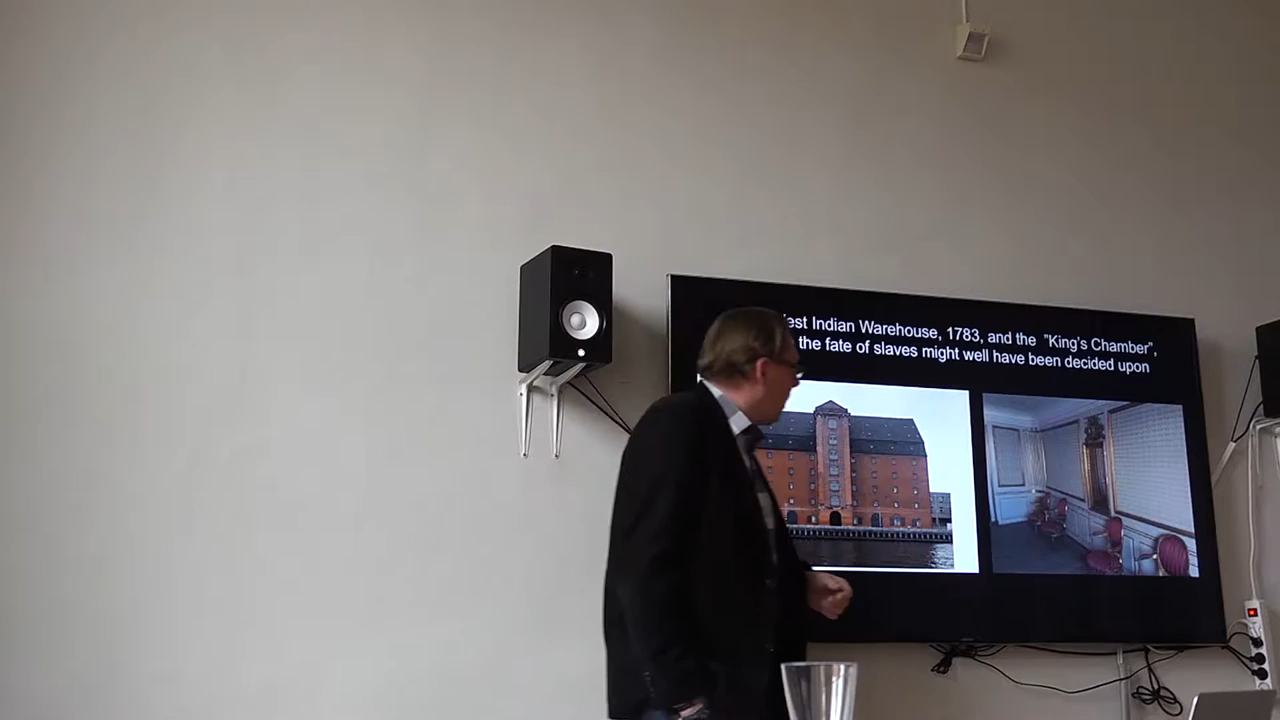 est Indian Warehouse, 1783, and the "King's Chamber",
the fate of slaves might well have been decided upon